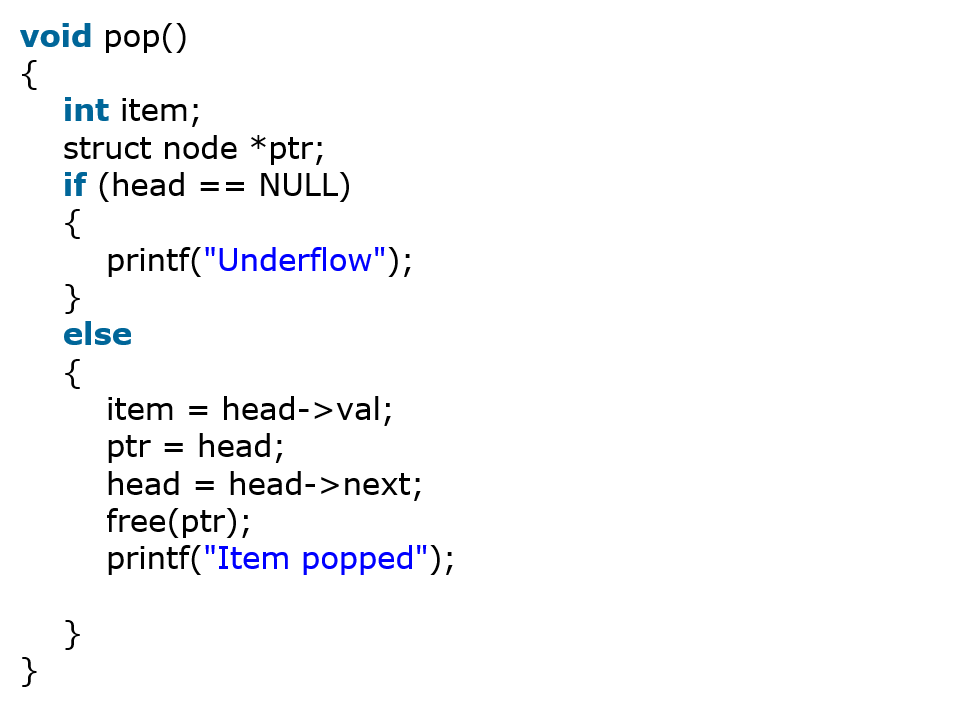 void pop()
{
int item;
struct node *ptr;
if (head == NULL)
{
printf("Underflow");
}
else
{
item = head->val;
ptr = head;
head = head->next;
free(ptr);
printf("Item popped");
}
}